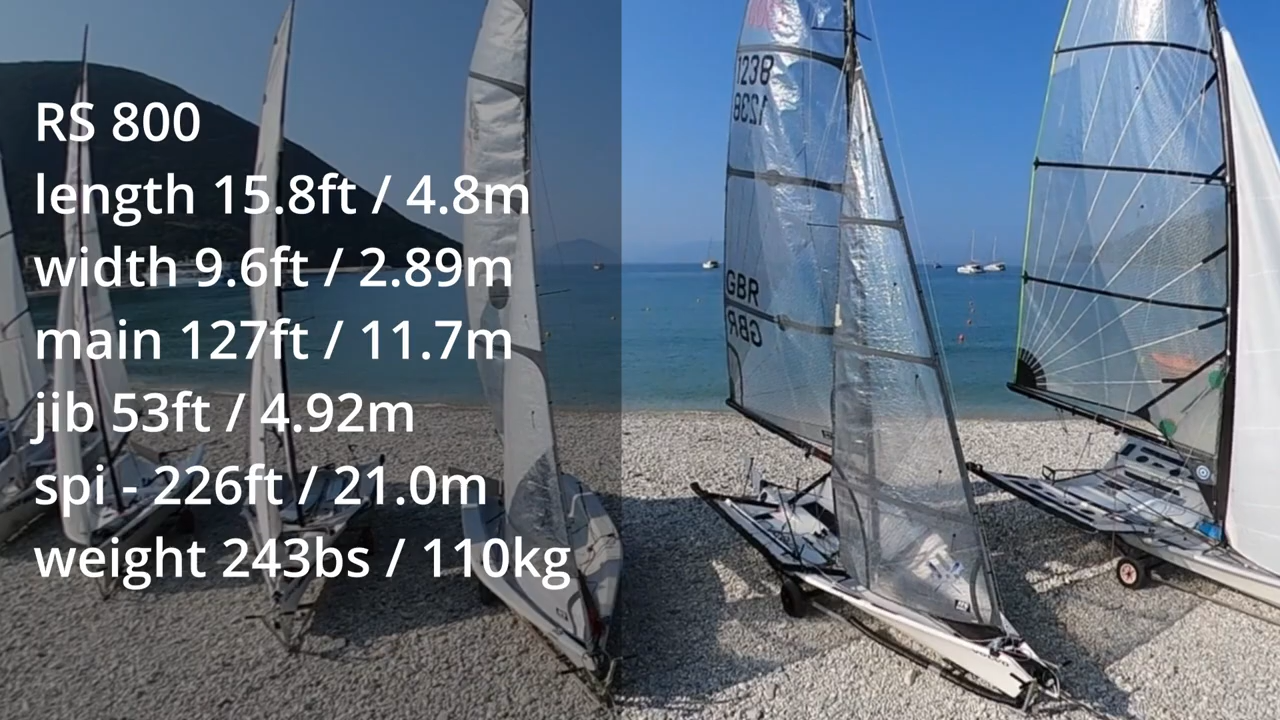 RS 800
length 15.8ft / 4.8m
width 9.6ft / 2.89m
main 127ft / 11.7m
jib 53ft / 4.92m
spi - 226ft / 21.0m
weight 243bs / 110kg
1238
1238
GBR
GBR